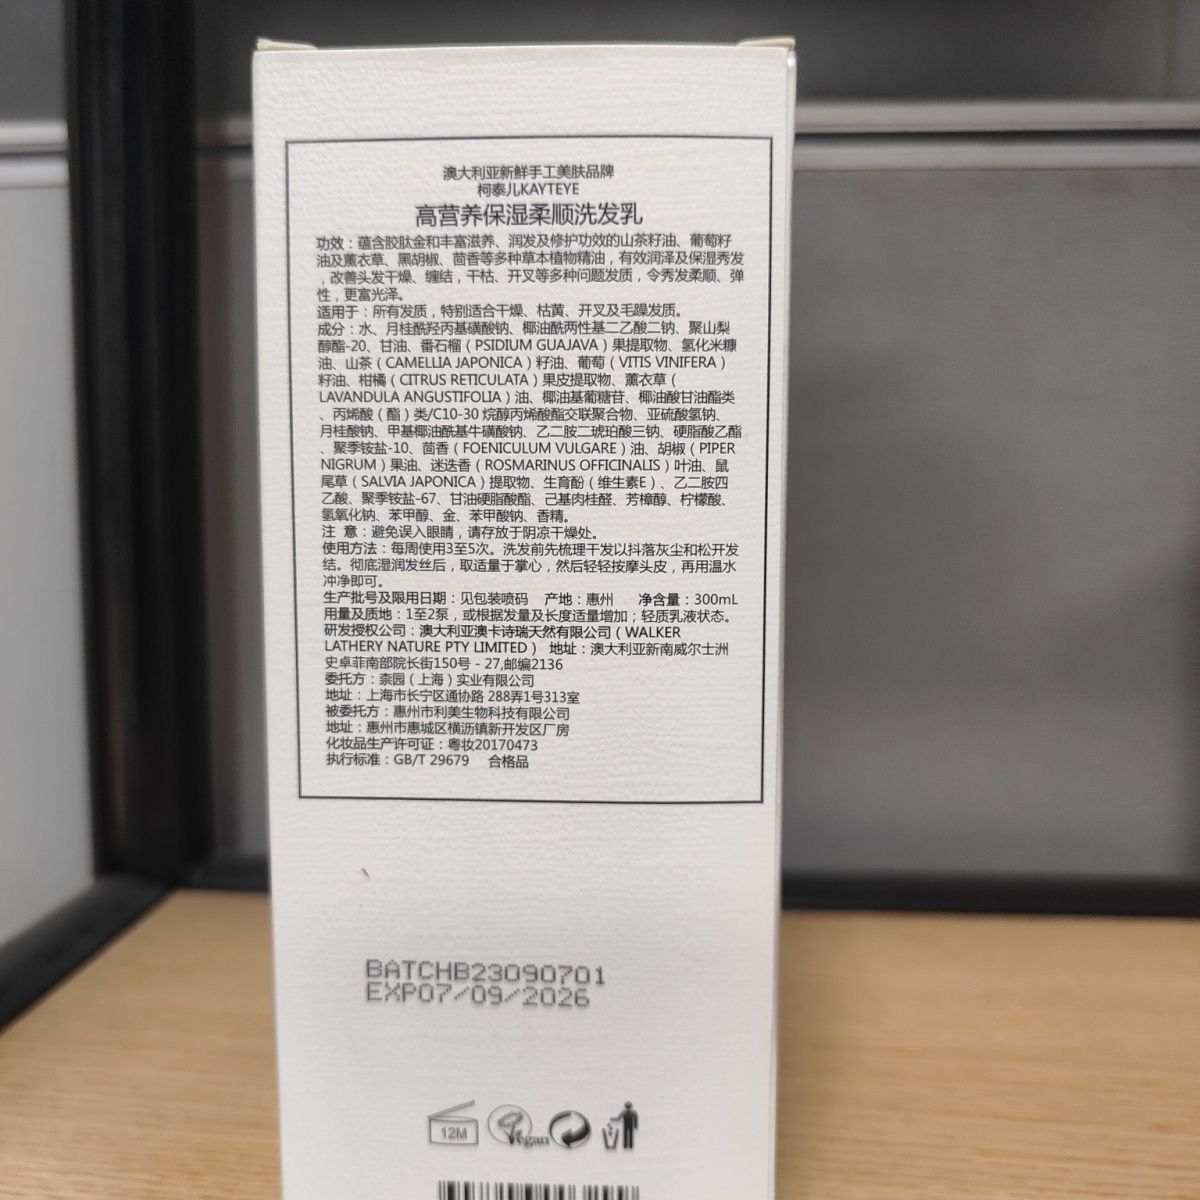 澳大利亚新鲜手工美肤品牌
柯泰儿KAYTEYE
高营养保湿柔顺洗发乳
功效：蕴含胶肽金和丰富滋养、润发及修护功效的山茶籽油、葡萄籽
油及薰衣草、黑胡椒、茴香等多种草本植物精油，有效润泽及保湿秀发
，改善头发干燥、缠结，干枯、开叉等多种问题发质，令秀发柔顺、弹
性，更富光泽。
适用于：所有发质，特别适合干燥、枯黄、开叉及毛躁发质。
成分：水、月桂酰羟丙基磺酸钠、椰油酰两性基二乙酸二钠、聚山梨
醇酯-20、甘油、番石榴（PSIDIUM GUAJAVA）果提取物、氢化米糠
油、山茶（CAMELLIA JAPONICA）籽油、葡萄（VITIS VINIFERA）
籽油、柑橘（CITRUS RETICULATA）果皮提取物、薰衣草（
LAVANDULA ANGUSTIFOLIA）油、椰油基葡糖苷、椰油酸甘油酯类
、丙烯酸（酯）类/C10-30 烷醇丙烯酸酯交联聚合物、亚硫酸氢钠、
月桂酸钠、甲基椰油酰基牛磺酸钠、乙二胺二琥珀酸三钠、硬脂酸乙酯
、聚季铵盐-10、茴香（FOENICULUM VULGARE）油、胡椒（PIPER
NIGRUM）果油、迷迭香（ROSMARINUS OFFICINALIS）叶油、鼠
尾草（SALVIA JAPONICA）提取物、生育酚（维生素E）、乙二胺四
乙酸、聚季铵盐-67、甘油硬脂酸酯、己基肉桂醛、芳樟醇、柠檬酸、
氢氧化钠、苯甲醇、金、苯甲酸钠、香精。
注 意：避免误入眼睛，请存放于阴凉干燥处。
使用方法：每周使用3至5次。洗发前先梳理干发以抖落灰尘和松开发
结。彻底湿润发丝后，取适量于掌心，然后轻轻按摩头皮，再用温水
冲净即可。
生产批号及限用日期：见包装喷码 产地：惠州 净含量：300mL
用量及质地：1至2泵，或根据发量及长度适量增加；轻质乳液状态。
研发授权公司：澳大利亚澳卡诗瑞天然有限公司（WALKER
LATHERY NATURE PTY LIMITED） 地址：澳大利亚新南威尔士洲
史卓菲南部院长街150号 - 27,邮编2136
委托方：柰园（上海）实业有限公司
地址：上海市长宁区通协路 288弄1号313室
被委托方：惠州市利美生物科技有限公司
地址：惠州市惠城区横沥镇新开发区厂房
化妆品生产许可证：粤妆20170473
执行标准：GB/T 29679 合格品
BATCHB23090701
EXP07/09/2026
12M
Vegan